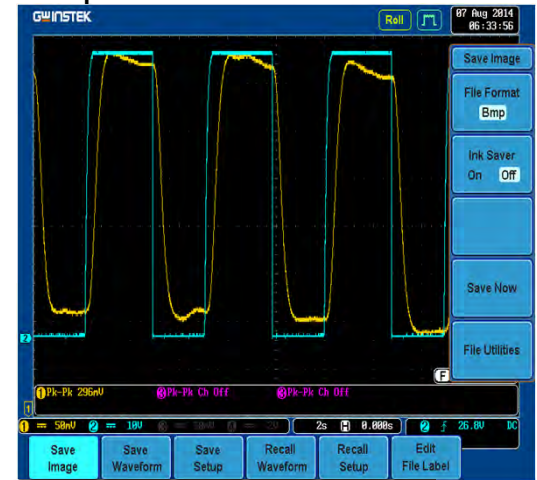 GWINSTEK
Roll
07 Aug 2014
06:33:56
Save Image
File Format
Bmp
Ink Saver
On Off
Save Now
File Utilities
2
F
1 Pk-Pk 296mV 3 Pk-Pk Ch Off 3 Pk-Pk Ch Off
1
1 50mV 2 10V 2s H 0.000s 2 26.8V DC
Save Image
Save Waveform
Save Setup
Recall Waveform
Recall Setup
Edit File Label